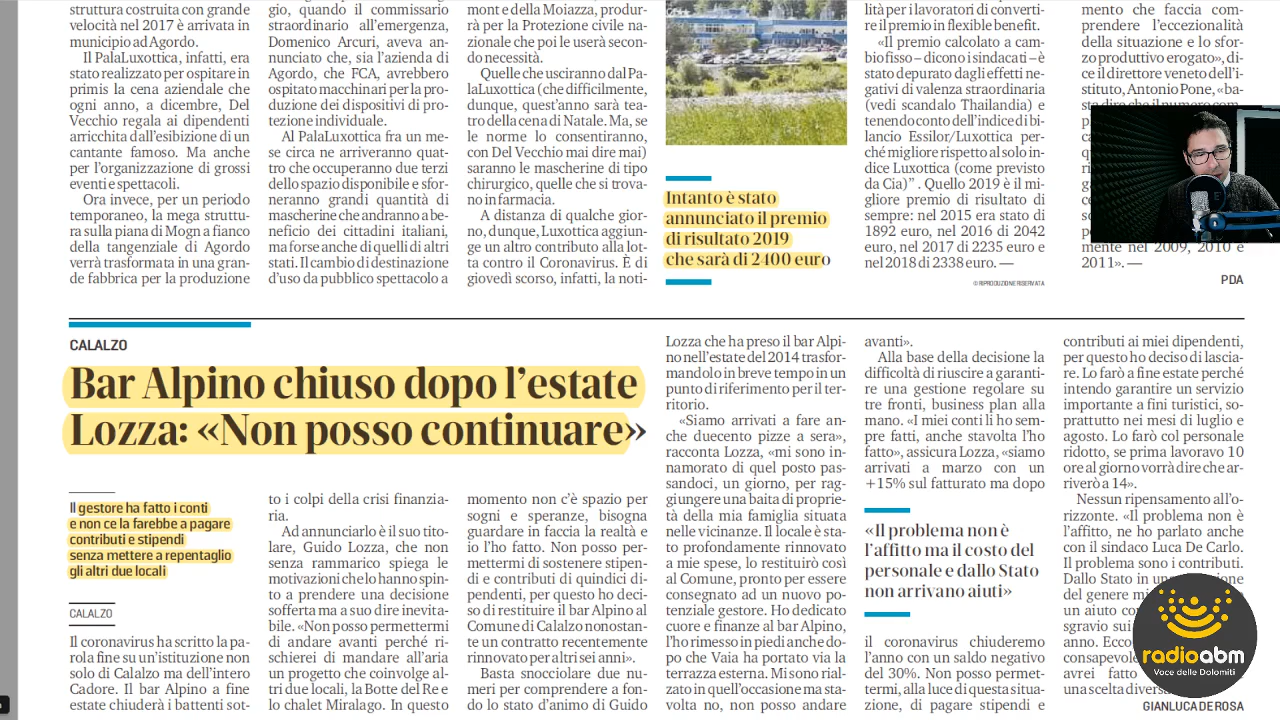 struttura costruita con grande
velocità nel 2017 è arrivata in
municipio ad Agordo.
Il PalaLuxottica, infatti, era
stato realizzato per ospitare in
primis la cena aziendale che
ogni anno, a dicembre, Del
Vecchio regala ai dipendenti
arricchita dall'esibizione di un
cantante famoso. Ma anche
per l'organizzazione di grossi
eventi e spettacoli.
Ora invece, per un periodo
temporaneo, la mega struttu-
ra sulla piana di Mogn a fianco
della tangenziale di Agordo
verrà trasformata in una gran-
de fabbrica per la produzione
gio, quando il commissario
straordinario all'emergenza,
Domenico Arcuri, aveva an-
nunciato che, sia l'azienda di
Agordo, che FCA, avrebbero
ospitato macchinari per la pro-
duzione dei dispositivi di pro-
tezione individuale.
Al PalaLuxottica fra un me-
se circa ne arriveranno quat-
tro che occuperanno due terzi
dello spazio disponibile e sfor-
neranno grandi quantità di
mascherine che andranno a be-
neficio dei cittadini italiani,
ma forse anche di quelli di altri
stati. Il cambio di destinazione
d'uso da pubblico spettacolo a
mont e della Moiazza, produr-
rà per la Protezione civile na-
zionale che poi le userà secon-
do necessità.
Quelle che usciranno dal Pa-
laLuxottica (che difficilmente,
dunque, quest'anno sarà tea-
tro della cena di Natale. Ma, se
le norme lo consentiranno,
con Del Vecchio mai dire mai)
saranno le mascherine di tipo
chirurgico, quelle che si trova-
no in farmacia.
A distanza di qualche gior-
no, dunque, Luxottica aggiun-
ge un altro contributo alla lot-
ta contro il Coronavirus. È di
giovedì scorso, infatti, la noti-
Intanto è stato
annunciato il premio
di risultato 2019
che sarà di 2400 euro
lità per i lavoratori di converti-
re il premio in flexible benefit.
«Il premio calcolato a cam-
bio fisso – dicono i sindacati – è
stato depurato dagli effetti ne-
gativi di valenza straordinaria
(vedi scandalo Thailandia) e
tenendo conto dell'indice di bi-
lancio Essilor/Luxottica per-
ché migliore rispetto al solo in-
dice Luxottica (come previsto
da Cia)" . Quello 2019 è il mi-
gliore premio di risultato di
sempre: nel 2015 era stato di
1892 euro, nel 2016 di 2042
euro, nel 2017 di 2235 euro e
nel 2018 di 2338 euro. —
© RIPRODUZIONE RISERVATA
mento che faccia com-
prendere l'eccezionalità
della situazione e lo sfor-
zo produttivo erogato», di-
ce il direttore veneto dell'i-
stituto, Antonio Pone, «ba-
sta dire che il numero com-
mente nel 2009, 2010 e
2011». —
PDA
CALALZO
Bar Alpino chiuso dopo l'estate
Lozza: «Non posso continuare»
Il gestore ha fatto i conti
e non ce la farebbe a pagare
contributi e stipendi
senza mettere a repentaglio
gli altri due locali
CALALZO
Il coronavirus ha scritto la pa-
rola fine su un'istituzione non
solo di Calalzo ma dell'intero
Cadore. Il bar Alpino a fine
estate chiuderà i battenti sot-
to i colpi della crisi finanzia-
ria.
Ad annunciarlo è il suo tito-
lare, Guido Lozza, che non
senza rammarico spiega le
motivazioni che lo hanno spin-
to a prendere una decisione
sofferta ma a suo dire inevita-
bile. «Non posso permettermi
di andare avanti perché ri-
schierei di mandare all'aria
un progetto che coinvolge al-
tri due locali, la Botte del Re e
lo chalet Miralago. In questo
momento non c'è spazio per
sogni e speranze, bisogna
guardare in faccia la realtà e
io l'ho fatto. Non posso per-
mettermi di sostenere stipen-
di e contributi di quindici di-
pendenti, per questo ho deci-
so di restituire il bar Alpino al
Comune di Calalzo nonostan-
te un contratto recentemente
rinnovato per altri sei anni».
Basta snocciolare due nu-
meri per comprendere a fon-
do lo stato d'animo di Guido
Lozza che ha preso il bar Alpi-
no nell'estate del 2014 trasfor-
mandolo in breve tempo in un
punto di riferimento per il ter-
ritorio.
«Siamo arrivati a fare an-
che duecento pizze a sera»,
racconta Lozza, «mi sono in-
namorato di quel posto pas-
sandoci, un giorno, per rag-
giungere una baita di proprie-
tà della mia famiglia situata
nelle vicinanze. Il locale è sta-
to profondamente rinnovato
a mie spese, lo restituirò così
al Comune, pronto per essere
consegnato ad un nuovo po-
tenziale gestore. Ho dedicato
cuore e finanze al bar Alpino,
l'ho rimesso in piedi anche do-
po che Vaia ha portato via la
terrazza esterna. Mi sono rial-
zato in quell'occasione ma sta-
volta no, non posso andare
avanti».
Alla base della decisione la
difficoltà di riuscire a garanti-
re una gestione regolare su
tre fronti, business plan alla
mano. «I miei conti li ho sem-
pre fatti, anche stavolta l'ho
fatto», assicura Lozza, «siamo
arrivati a marzo con un
+15% sul fatturato ma dopo
«Il problema non è
l'affitto ma il costo del
personale e dallo Stato
non arrivano aiuti»
il coronavirus chiuderemo
l'anno con un saldo negativo
del 30%. Non posso permet-
termi, alla luce di questa situa-
zione, di pagare stipendi e
contributi ai miei dipendenti,
per questo ho deciso di lascia-
re. Lo farò a fine estate perché
intendo garantire un servizio
importante a fini turistici, so-
prattutto nei mesi di luglio e
agosto. Lo farò col personale
ridotto, se prima lavoravo 10
ore al giorno vorrà dire che ar-
riverò a 14».
Nessun ripensamento all'o-
rizzonte. «Il problema non è
l'affitto, ne ho parlato anche
con il sindaco Luca De Carlo.
Il problema sono i contributi.
Dallo Stato in
del genere
un aiuto
sgravio sui
anno. Ecco
avrei fatto
una scelta
GIANLUCA DE ROSA
radioabm
Voce delle Dolomiti